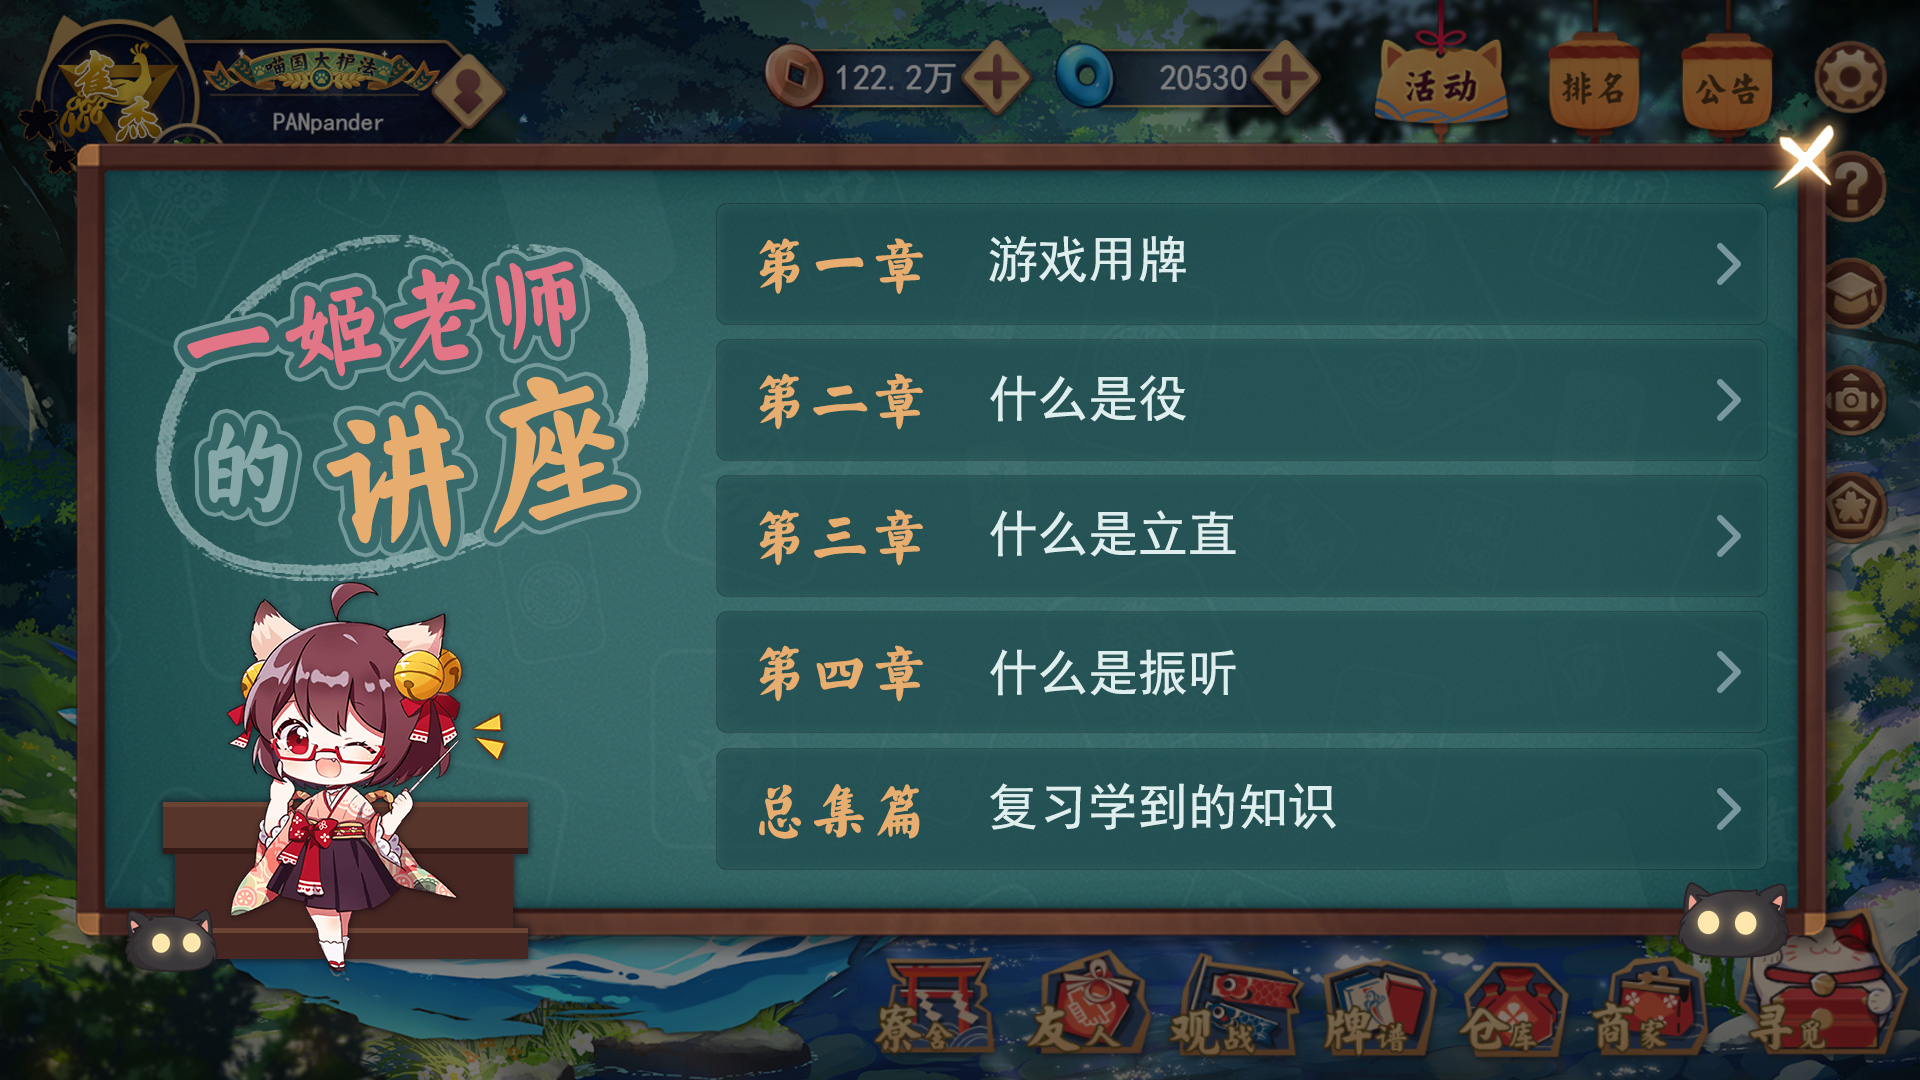 雀杰
喵国大护法
PANpander
122.2万
20530
活动
排名
公告
一姬老师
的讲座
第一章 游戏用牌
第二章 什么是役
第三章 什么是立直
第四章 什么是振听
总集篇 复习学到的知识
寮舍
友人
观战
牌谱
仓库
商家
寻觅